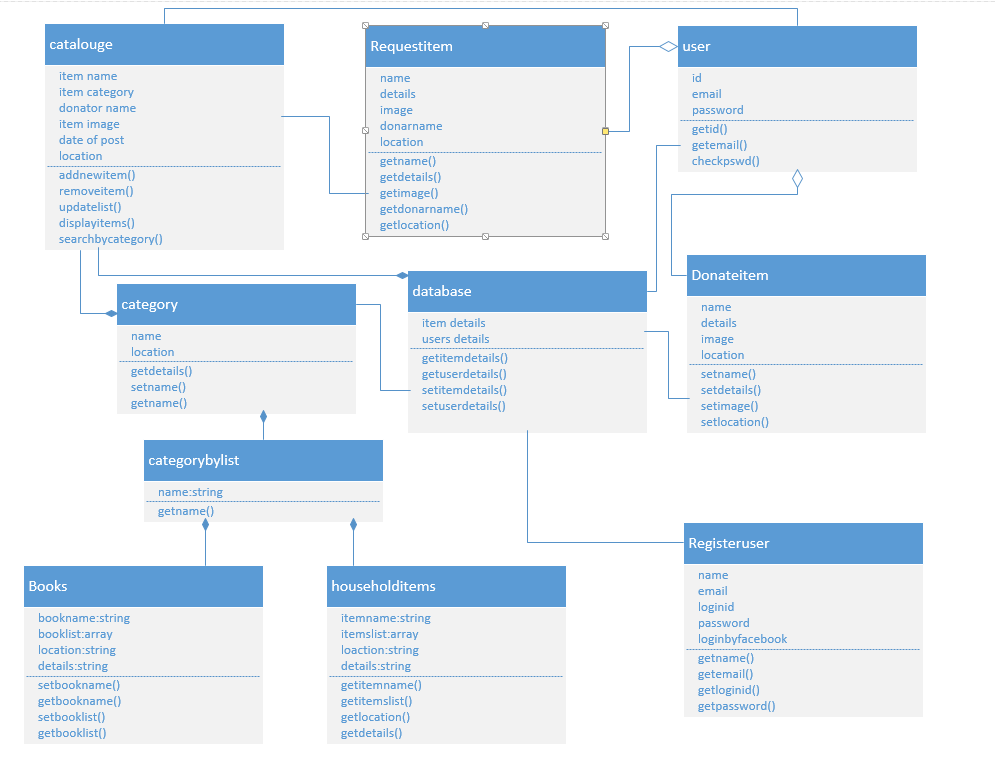 catalouge
item name
item category
donator name
item image
date of post
location
addnewitem()
removeitem()
updatelist()
displayitems()
searchbycategory()
Requestitem
name
details
image
donarname
location
getname()
getdetails()
getimage()
getdonarname()
getlocation()
user
id
email
password
getid()
getemail()
checkpswd()
category
name
location
getdetails()
setname()
getname()
database
item details
users details
getitemdetails()
getuserdetails()
setitemdetails()
setuserdetails()
Donateitem
name
details
image
location
setname()
setdetails()
setimage()
setlocation()
categorybylist
name:string
getname()
Books
bookname:string
booklist:array
location:string
details:string
setbookname()
getbookname()
setbooklist()
getbooklist()
householditems
itemname:string
itemslist:array
loaction:string
details:string
getitemname()
getitemslist()
getlocation()
getdetails()
Registeruser
name
email
loginid
password
loginbyfacebook
getname()
getemail()
getloginid()
getpassword()